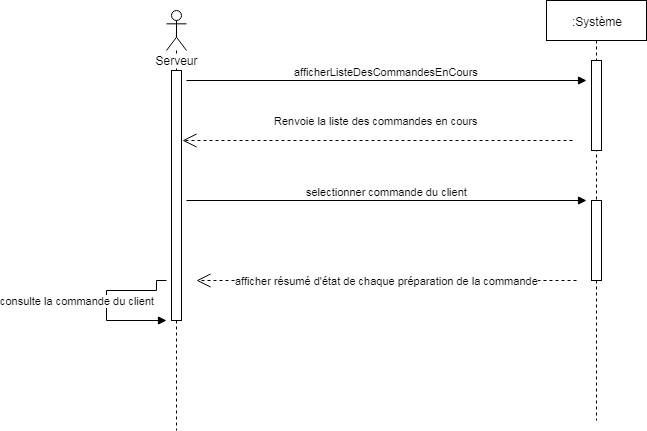 :Système
Serveur
afficherListeDesCommandesEnCours
Renvoie la liste des commandes en cours
selectionner commande du client
afficher résumé d'état de chaque préparation de la commande
consulte la commande du client